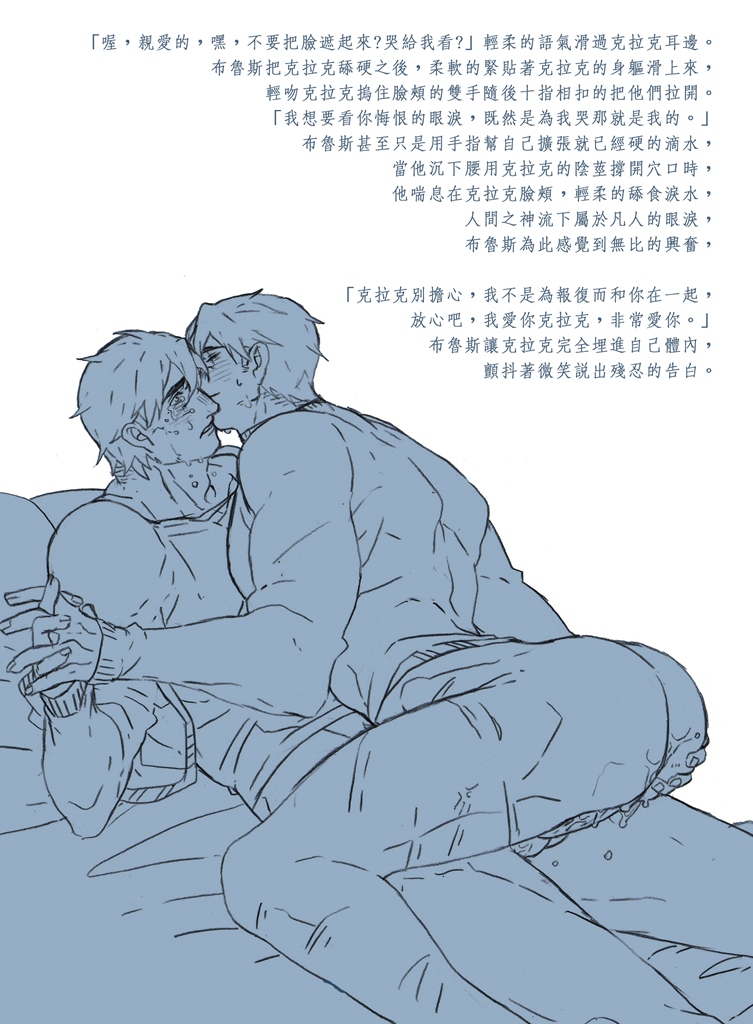 「喔，親愛的，嘿，不要把臉遮起來?哭給我看?」輕柔的語氣滑過克拉克耳邊。
布魯斯把克拉克舔硬之後，柔軟的緊貼著克拉克的身軀滑上來，
輕吻克拉克摀住臉頰的雙手隨後十指相扣的把他們拉開。
「我想要看你悔恨的眼淚，既然是為我哭那就是我的。」
布魯斯甚至只是用手指幫自己擴張就已經硬的滴水，
當他沉下腰用克拉克的陰莖撐開穴口時，
他喘息在克拉克臉頰，輕柔的舔食淚水，
人間之神流下屬於凡人的眼淚，
布魯斯為此感覺到無比的興奮，
「克拉克別擔心，我不是為報復而和你在一起，
放心吧，我愛你克拉克，非常愛你。」
布魯斯讓克拉克完全埋進自己體內，
顫抖著微笑說出殘忍的告白。